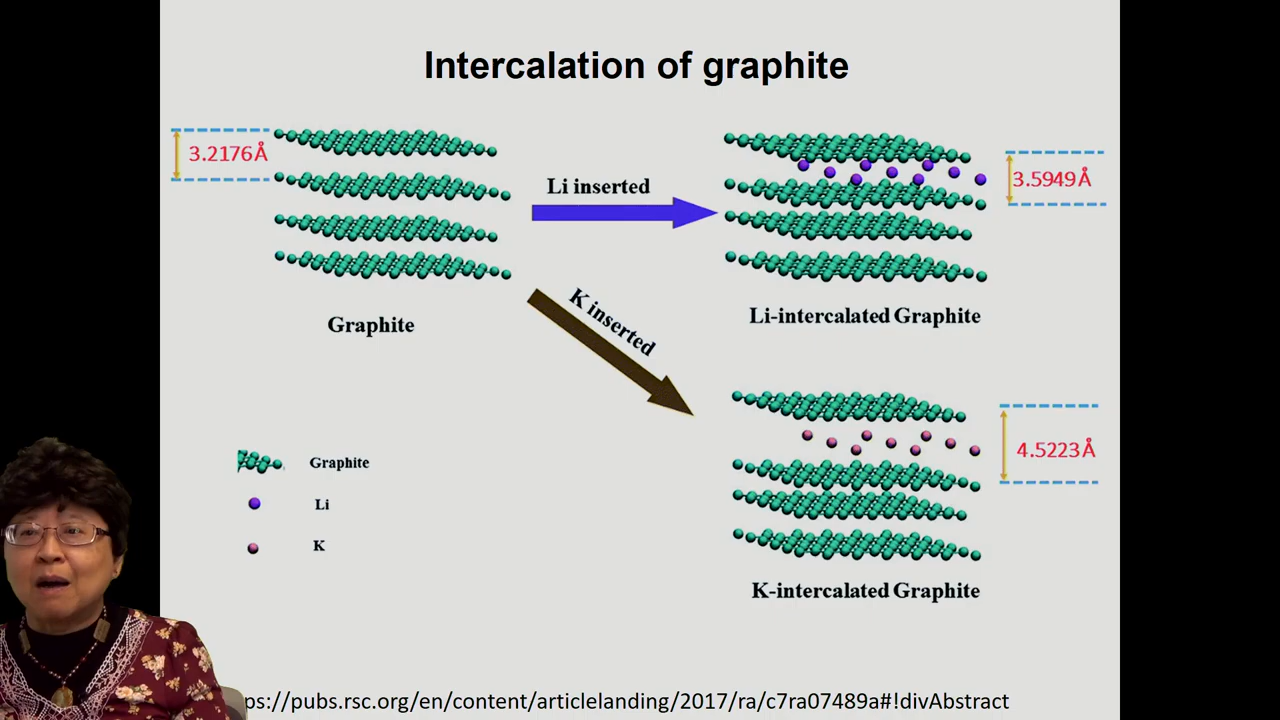 Intercalation of graphite
3.2176Å
Li inserted
3.5949Å
Graphite
Li-intercalated Graphite
K inserted
4.5223Å
Graphite
Li
K
K-intercalated Graphite
ps://pubs.rsc.org/en/content/articlelanding/2017/ra/c7ra07489a#!divAbstract